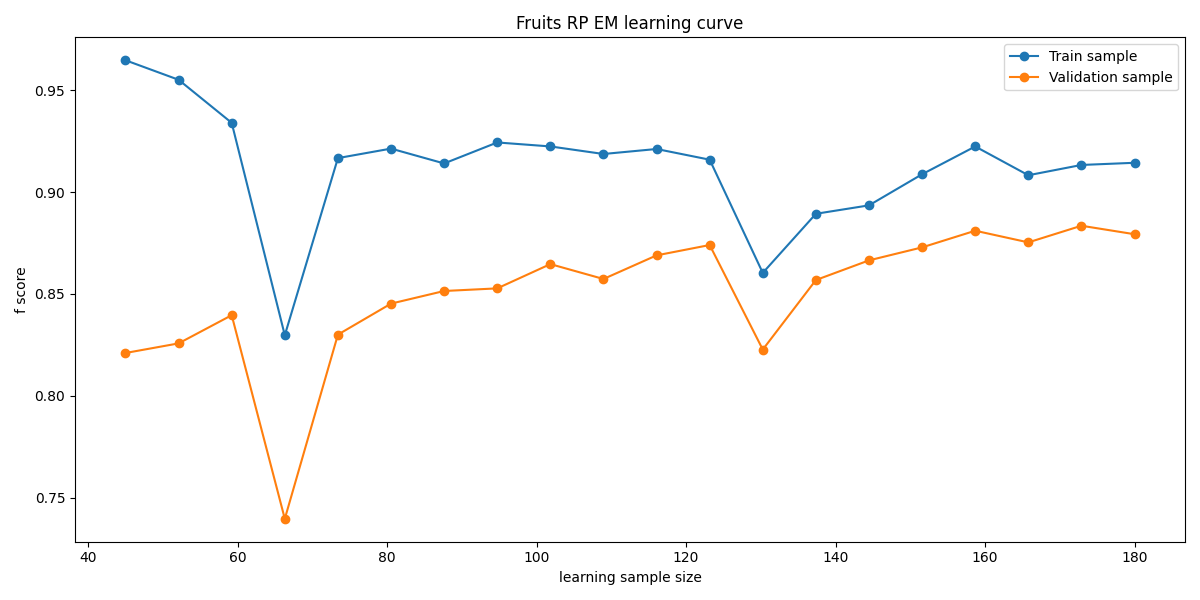 Fruits RP EM learning curve
Train sample
Validation sample
f score
0.95
0.90
0.85
0.80
0.75
40 60 80 100 120 140 160 180
learning sample size